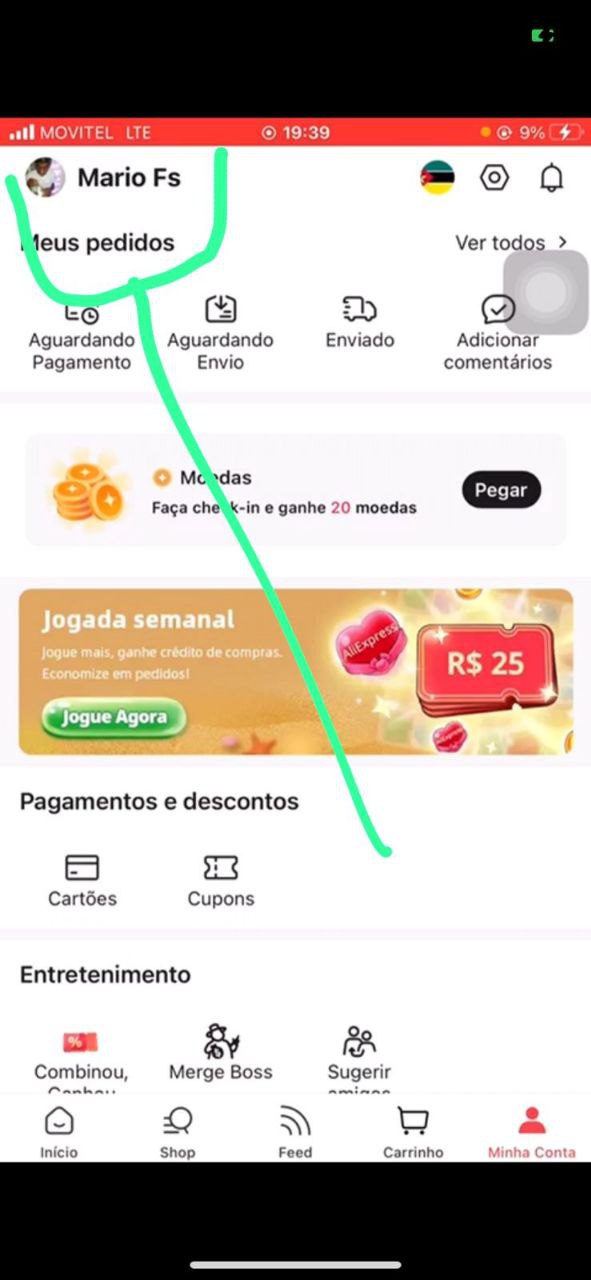 MOVITEL LTE 19:39 9%
Mario Fs
Meus pedidos Ver todos >
Aguardando Pagamento
Aguardando Envio
Enviado
Adicionar comentários
Moedas
Faça check-in e ganhe 20 moedas
Pegar
Jogada semanal
Jogue mais, ganhe crédito de compras.
Economize em pedidos!
Jogue Agora
AliExpress
R$ 25
Pagamentos e descontos
Cartões Cupons
Entretenimento
%
Combinou,
Ganhou
Merge Boss
Sugerir
amigos
Início Shop Feed Carrinho Minha Conta